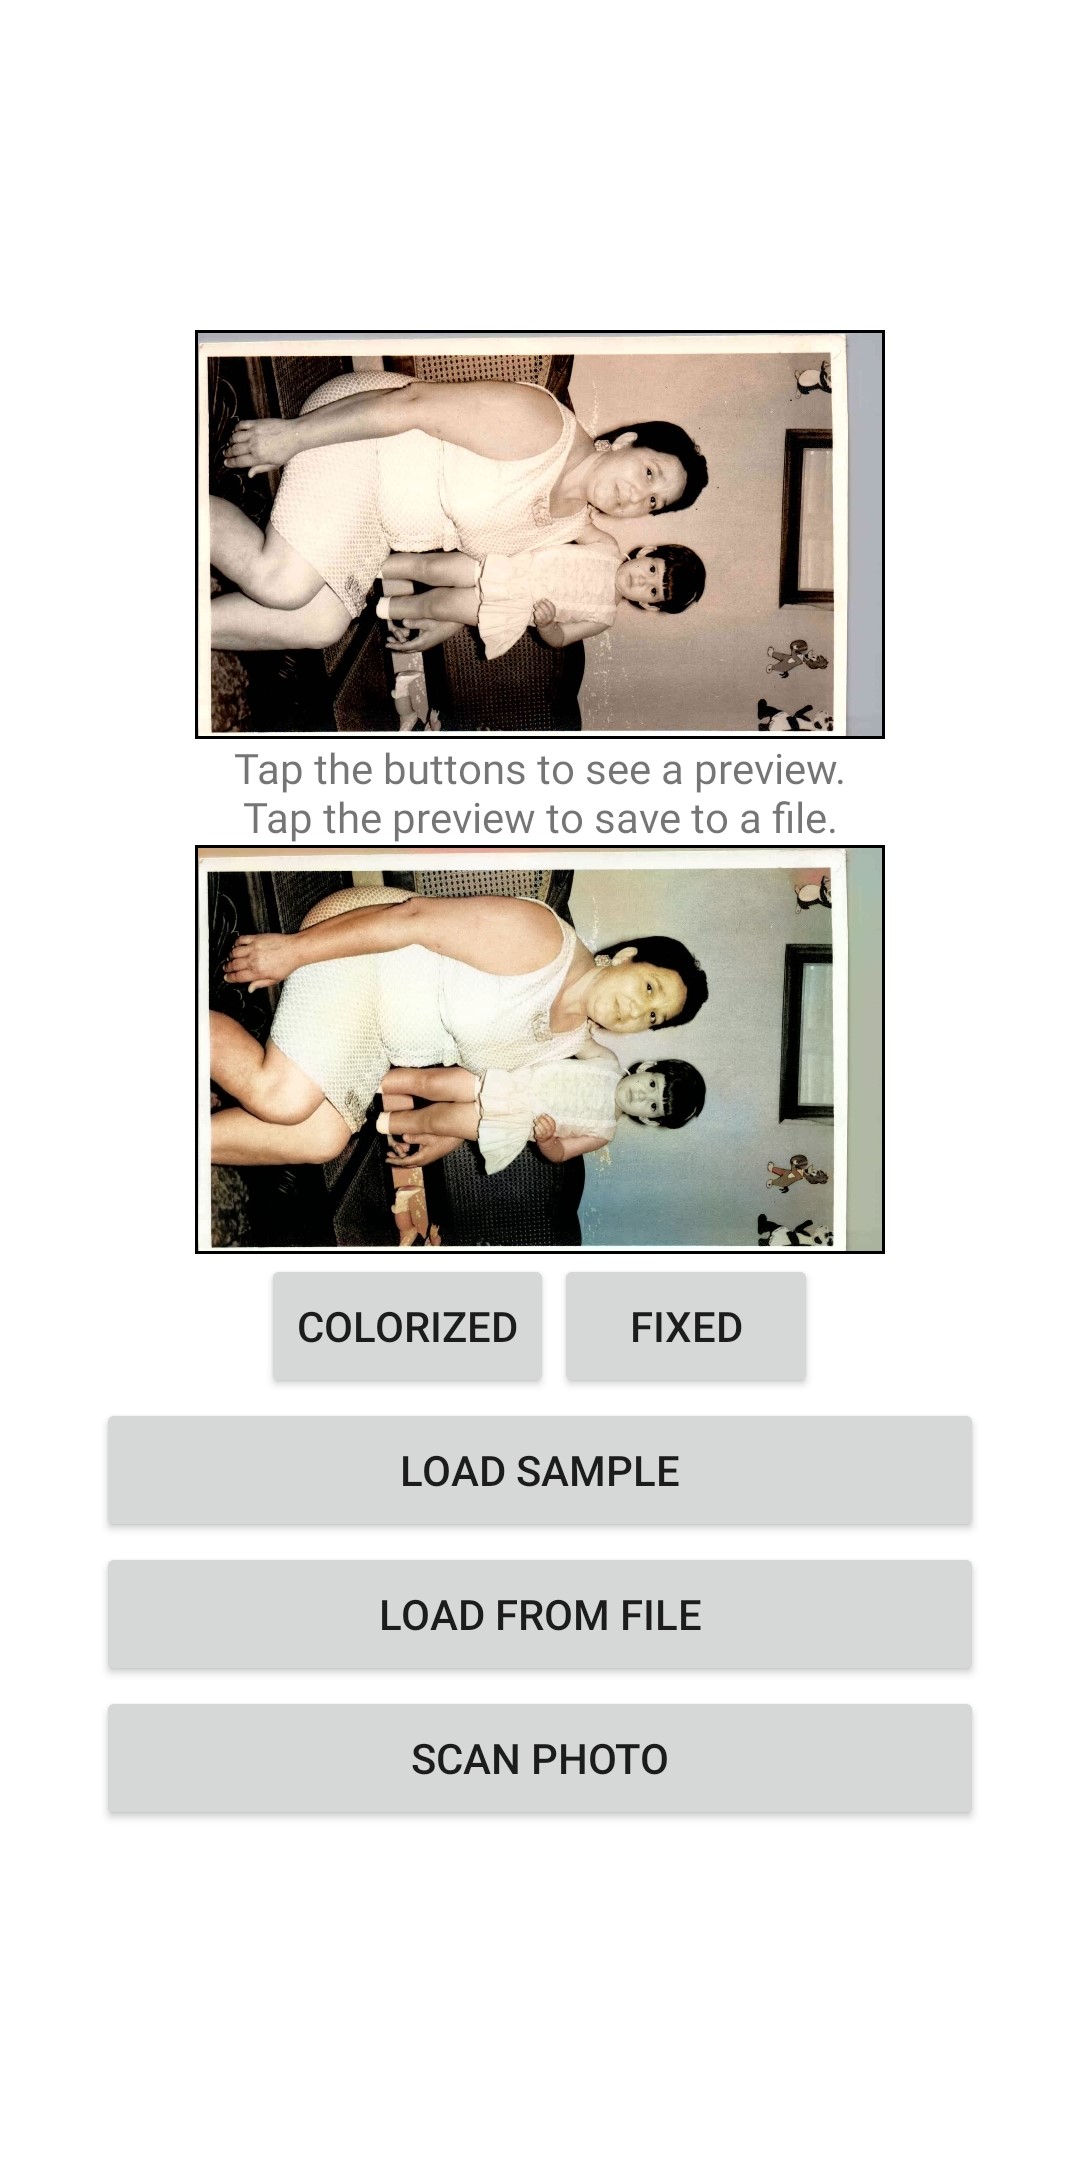 Tap the buttons to see a preview.
Tap the preview to save to a file.
COLORIZED FIXED
LOAD SAMPLE
LOAD FROM FILE
SCAN PHOTO